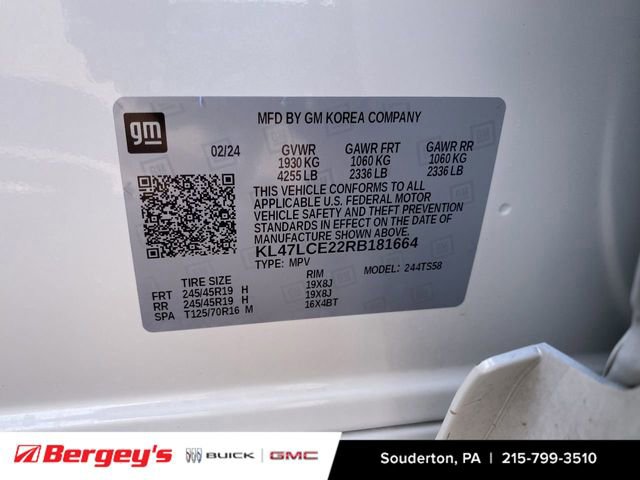 gm
MFD BY GM KOREA COMPANY
02/24 GVWR GAWR FRT GAWR RR
1930 KG 1060 KG 1060 KG
4255 LB 2336 LB 2336 LB
THIS VEHICLE CONFORMS TO ALL
APPLICABLE U.S. FEDERAL MOTOR
VEHICLE SAFETY AND THEFT PREVENTION
STANDARDS IN EFFECT ON THE DATE OF
MANUFACTURE SHOWN ABOVE.
KL47LCE22RB181664
TYPE: MPV MODEL: 244TS58
TIRE SIZE RIM
FRT 245/45R19 H 19X8J
RR 245/45R19 H 19X8J
SPA T125/70R16 M 16X4BT
Bergey's BUICK GMC
Souderton, PA | 215-799-3510